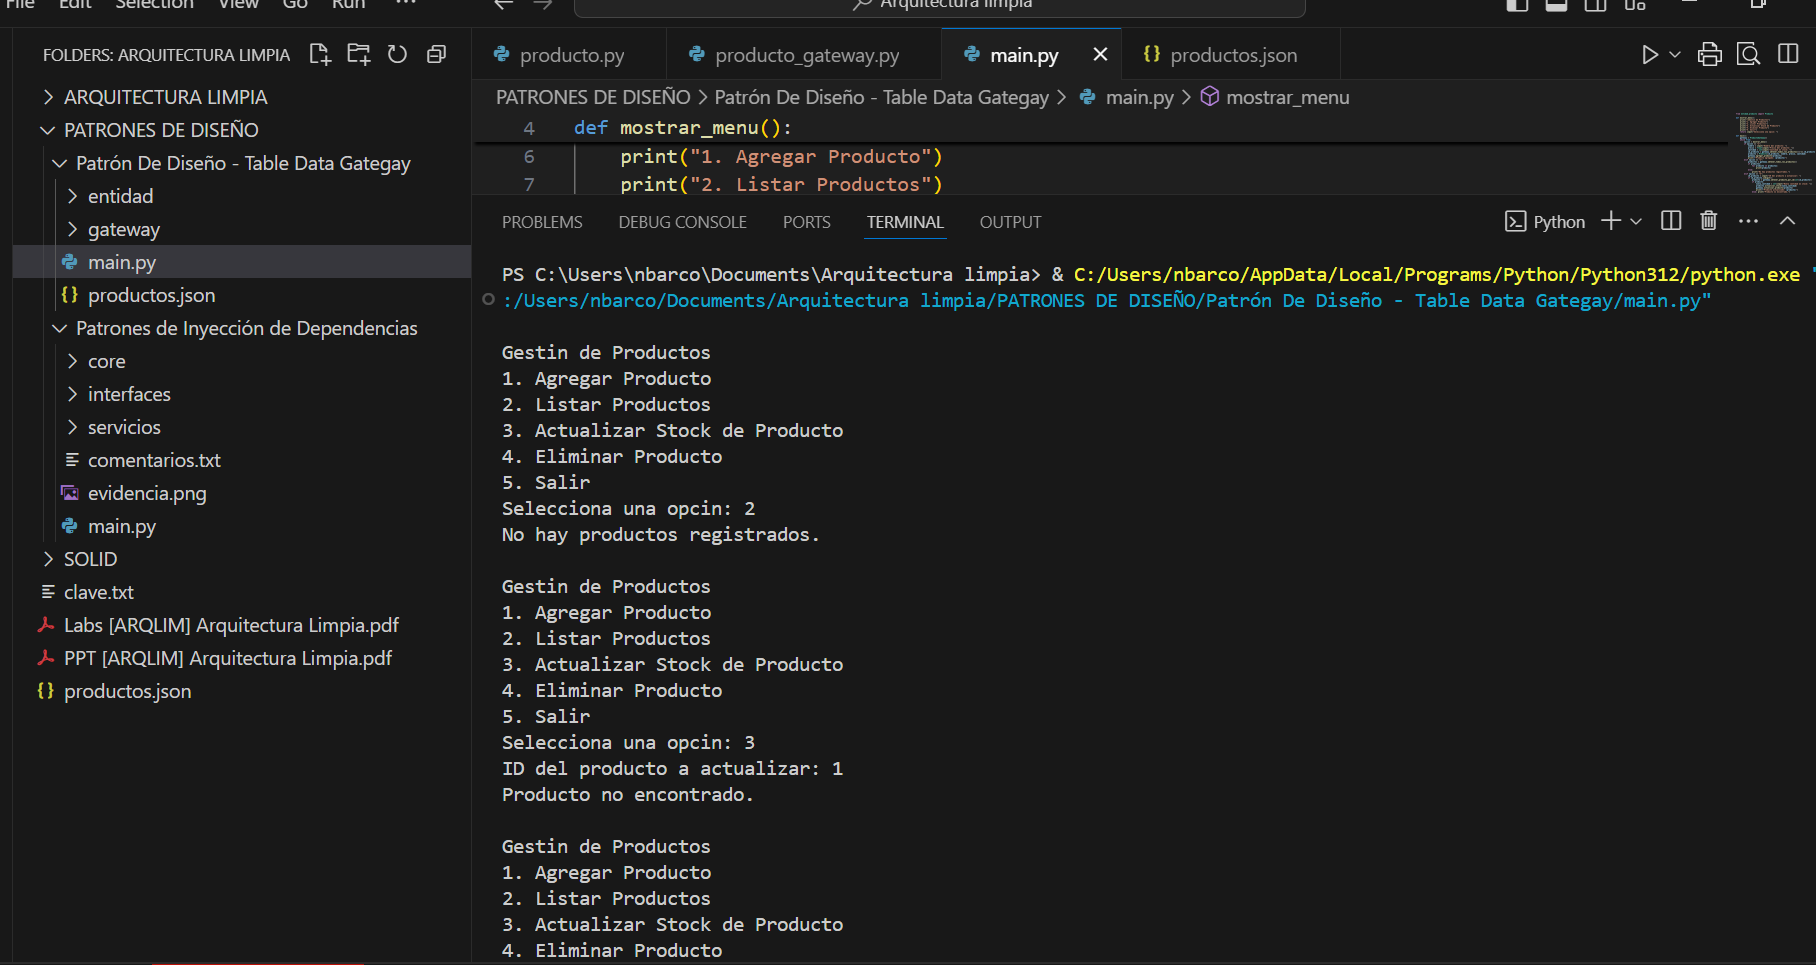 File Edit Selection View Go Run ···
Arquitectura limpia
FOLDERS: ARQUITECTURA LIMPIA
ARQUITECTURA LIMPIA
PATRONES DE DISEÑO
Patrón De Diseño - Table Data Gategay
entidad
gateway
main.py
productos.json
Patrones de Inyección de Dependencias
core
interfaces
servicios
comentarios.txt
evidencia.png
main.py
SOLID
clave.txt
Labs [ARQLIM] Arquitectura Limpia.pdf
PPT [ARQLIM] Arquitectura Limpia.pdf
productos.json
producto.py producto_gateway.py main.py productos.json
PATRONES DE DISEÑO > Patrón De Diseño - Table Data Gategay > main.py > mostrar_menu
4 def mostrar_menu():
6 print("1. Agregar Producto")
7 print("2. Listar Productos")
PROBLEMS DEBUG CONSOLE PORTS TERMINAL OUTPUT Python
PS C:\Users\nbarco\Documents\Arquitectura limpia> & C:/Users/nbarco/AppData/Local/Programs/Python/Python312/python.exe "
:/Users/nbarco/Documents/Arquitectura limpia/PATRONES DE DISEÑO/Patrón De Diseño - Table Data Gategay/main.py"
Gestin de Productos
1. Agregar Producto
2. Listar Productos
3. Actualizar Stock de Producto
4. Eliminar Producto
5. Salir
Selecciona una opcin: 2
No hay productos registrados.
Gestin de Productos
1. Agregar Producto
2. Listar Productos
3. Actualizar Stock de Producto
4. Eliminar Producto
5. Salir
Selecciona una opcin: 3
ID del producto a actualizar: 1
Producto no encontrado.
Gestin de Productos
1. Agregar Producto
2. Listar Productos
3. Actualizar Stock de Producto
4. Eliminar Producto